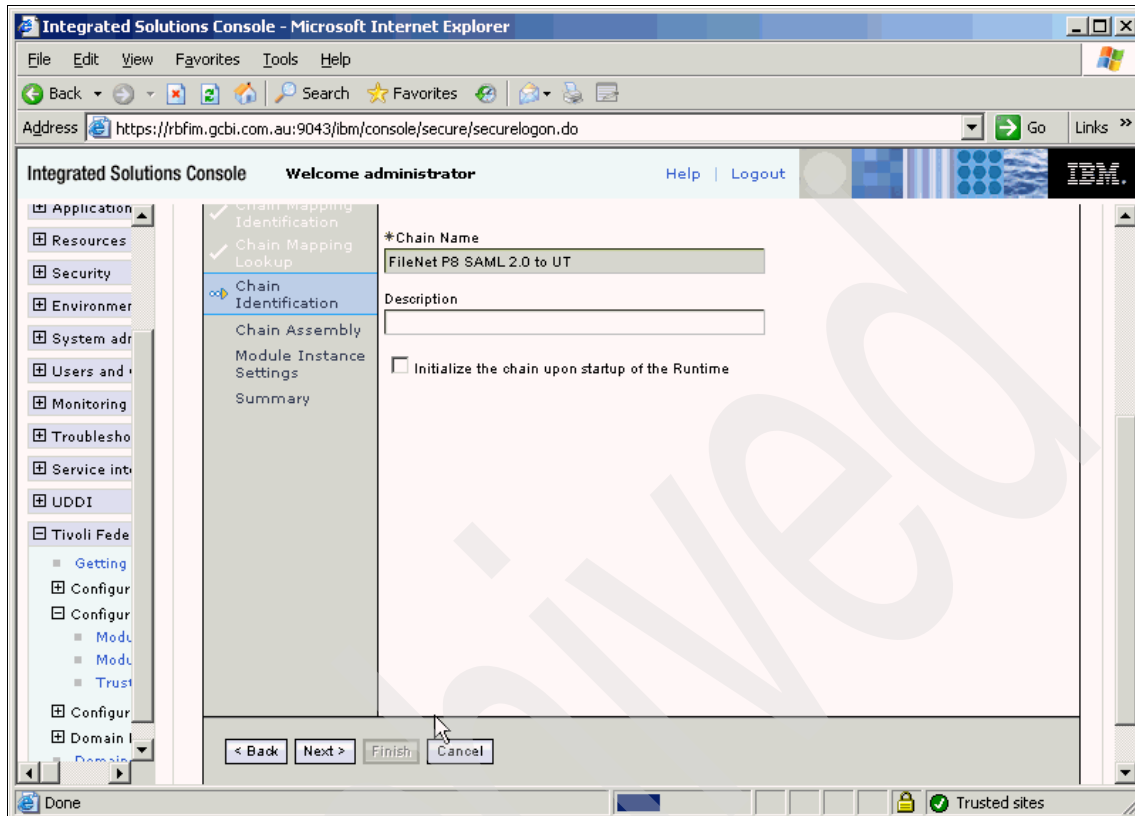 Integrated Solutions Console - Microsoft Internet Explorer
File Edit View Favorites Tools Help
Back Search Favorites
Address https://rbfim.gcbi.com.au:9043/ibm/console/secure/securelogon.do Go Links »
Integrated Solutions Console Welcome administrator Help | Logout IBM.
Application
Resources
Security
Environmer
System adr
Users and
Monitoring
Troublesho
Service inte
UDDI
Tivoli Fede
Getting
Configur
Configur
Modu
Modu
Trust
Configur
Domain
Domain
Chain Mapping
Identification
Chain Mapping
Lookup
Chain
Identification
Chain Assembly
Module Instance
Settings
Summary
*Chain Name
FileNet P8 SAML 2.0 to UT
Description
Initialize the chain upon startup of the Runtime
< Back Next > Finish Cancel
Done Trusted sites
hived